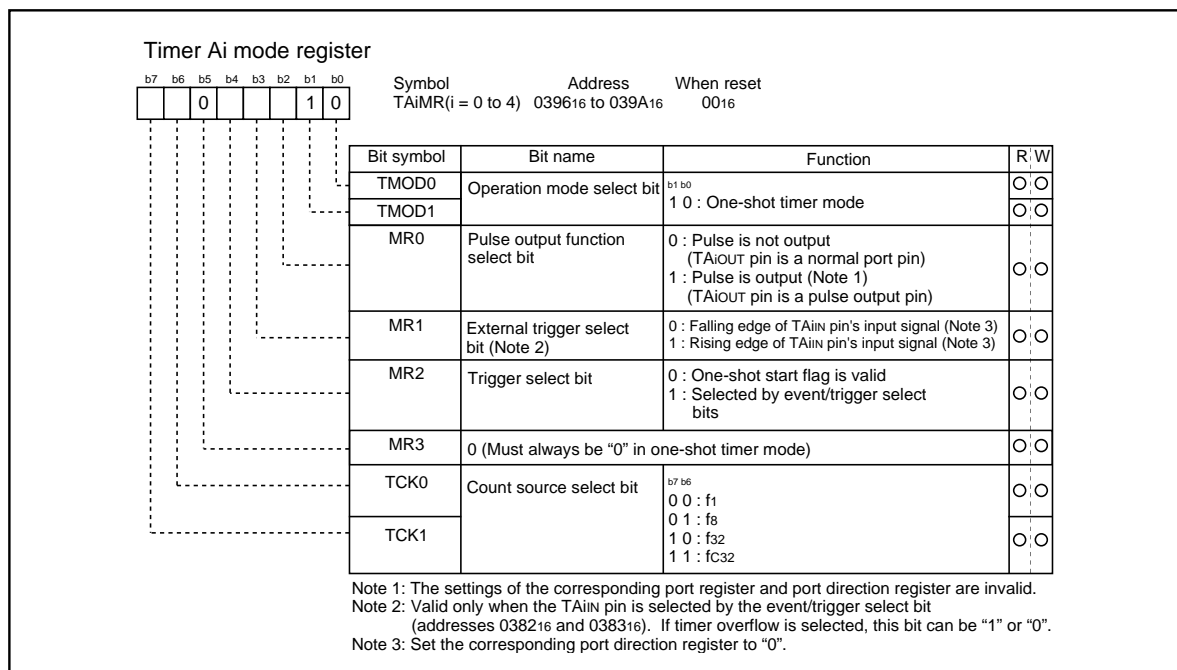 Timer Ai mode register
b7 b6 b5 b4 b3 b2 b1 b0
0 1 0
Symbol Address When reset
TAiMR(i = 0 to 4) 039616 to 039A16 0016
Bit symbol Bit name Function R W
TMOD0 Operation mode select bit b1 b0
1 0 : One-shot timer mode
TMOD1
MR0 Pulse output function select bit
0 : Pulse is not output
(TAiOUT pin is a normal port pin)
1 : Pulse is output (Note 1)
(TAiOUT pin is a pulse output pin)
MR1 External trigger select bit (Note 2)
0 : Falling edge of TAiIN pin's input signal (Note 3)
1 : Rising edge of TAiIN pin's input signal (Note 3)
MR2 Trigger select bit
0 : One-shot start flag is valid
1 : Selected by event/trigger select
bits
MR3 0 (Must always be “0” in one-shot timer mode)
TCK0 Count source select bit
b7 b6
0 0 : f1
0 1 : f8
TCK1
1 0 : f32
1 1 : fC32
Note 1: The settings of the corresponding port register and port direction register are invalid.
Note 2: Valid only when the TAiIN pin is selected by the event/trigger select bit
(addresses 038216 and 038316). If timer overflow is selected, this bit can be “1” or “0”.
Note 3: Set the corresponding port direction register to “0”.